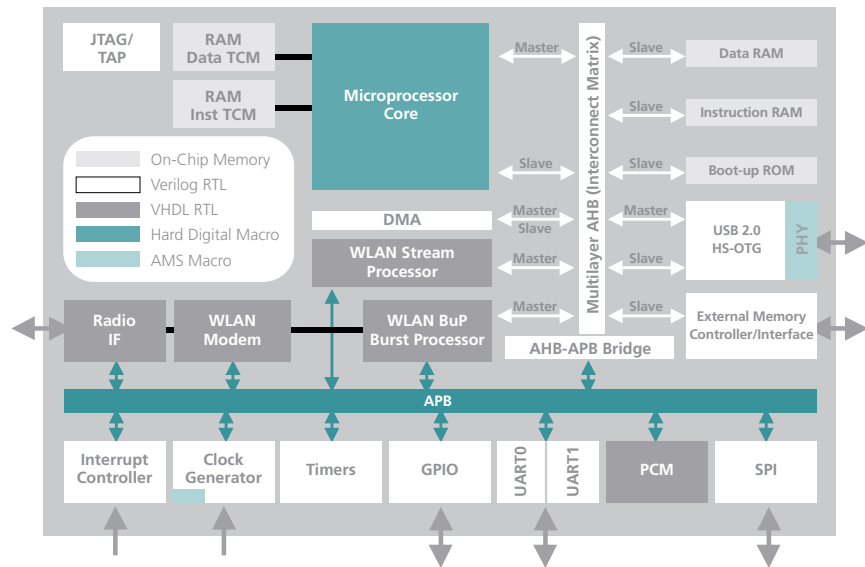 JTAG/
TAP
RAM
Data TCM
RAM
Inst TCM
Microprocessor
Core
Master
Slave
Data RAM
Slave
Instruction RAM
Slave
Slave
Boot-up ROM
Multilayer AHB (Interconnect Matrix)
On-Chip Memory
Verilog RTL
VHDL RTL
Hard Digital Macro
AMS Macro
DMA
Master
Slave
Master
USB 2.0
HS-OTG
PHY
WLAN Stream
Processor
Master
Slave
Radio
IF
WLAN
Modem
WLAN BuP
Burst Processor
Master
Slave
External Memory
Controller/Interface
AHB-APB Bridge
APB
Interrupt
Controller
Clock
Generator
Timers
GPIO
UART0
UART1
PCM
SPI